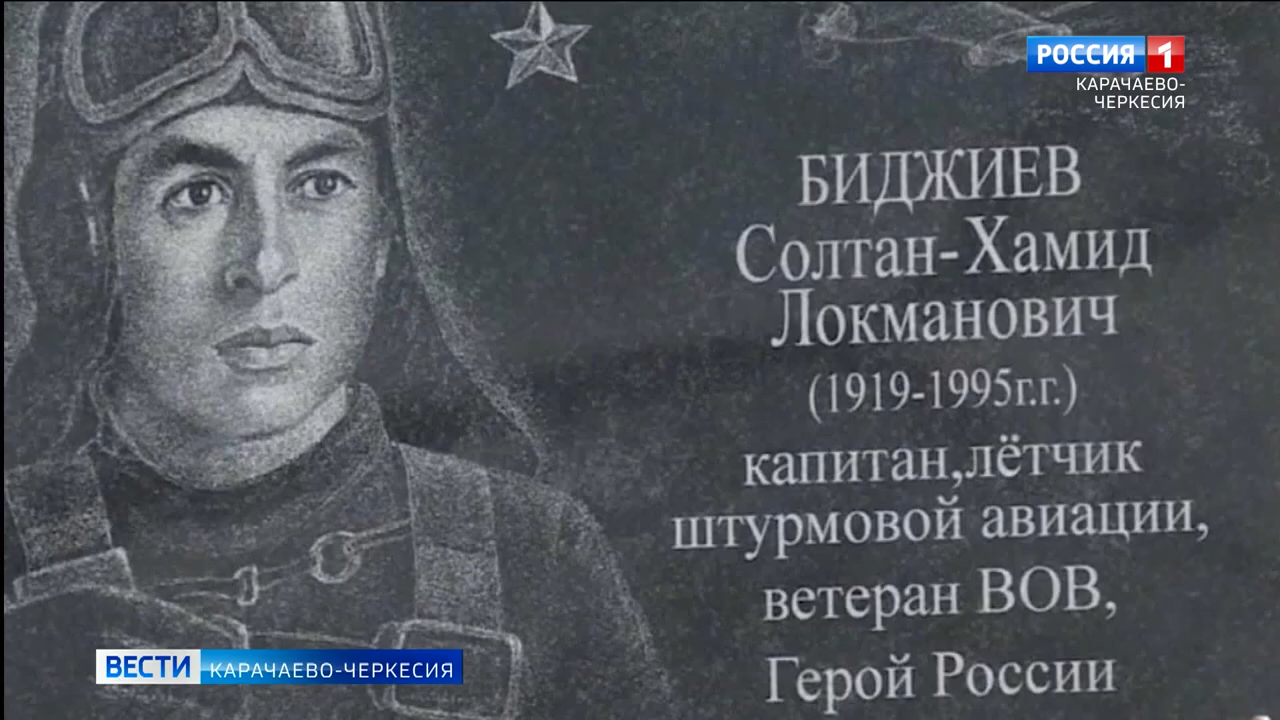 РОССИЯ 1
КАРАЧАЕВО-
ЧЕРКЕСИЯ
БИДЖИЕВ
Солтан-Хамид
Локманович
(1919-1995г.г.)
капитан,лётчик
штурмовой авиации,
ветеран ВОВ,
Герой России
ВЕСТИ КАРАЧАЕВО-ЧЕРКЕСИЯ